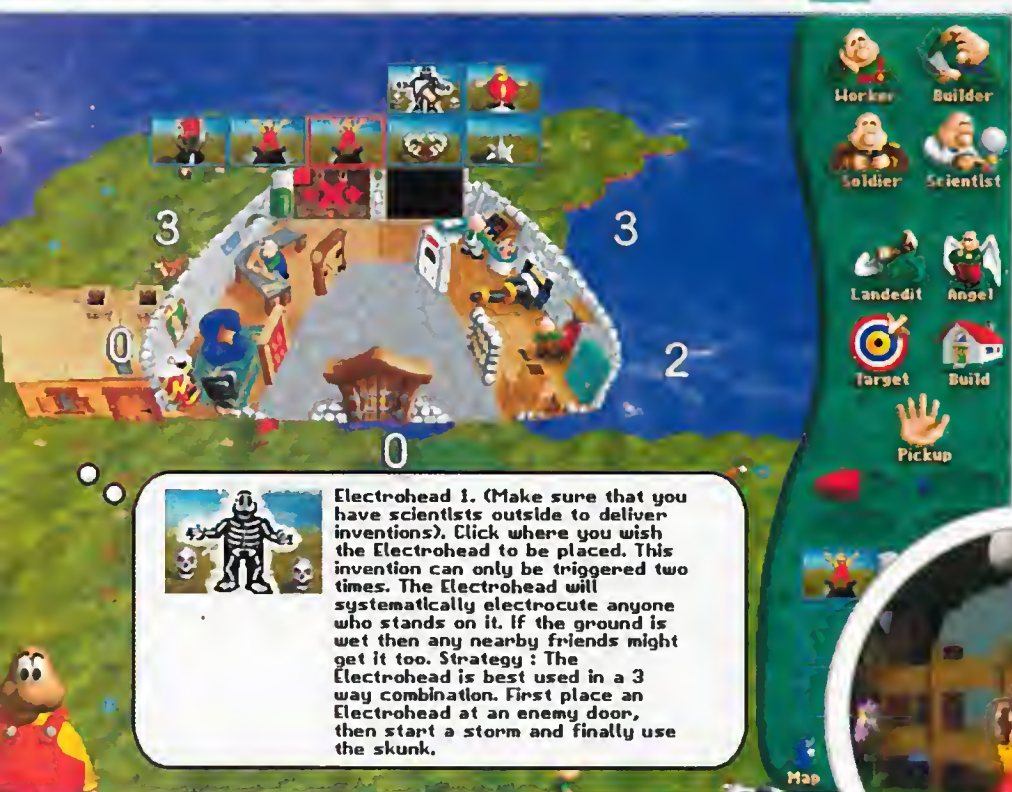 Worker
Builder
Soldier
Scientist
3
3
Landedit
Angel
0
2
Target
Build
0
Pickup
Electrohead 1. (Make sure that you
have scientists outside to deliver
inventions). Click where you wish
the Electrohead to be placed. This
invention can only be triggered two
times. The Electrohead will
systematically electrocute anyone
who stands on it. If the ground is
wet then any nearby friends might
get it too. Strategy : The
Electrohead is best used in a 3
way combination. First place an
Electrohead at an enemy door,
then start a storm and finally use
the skunk.
Map